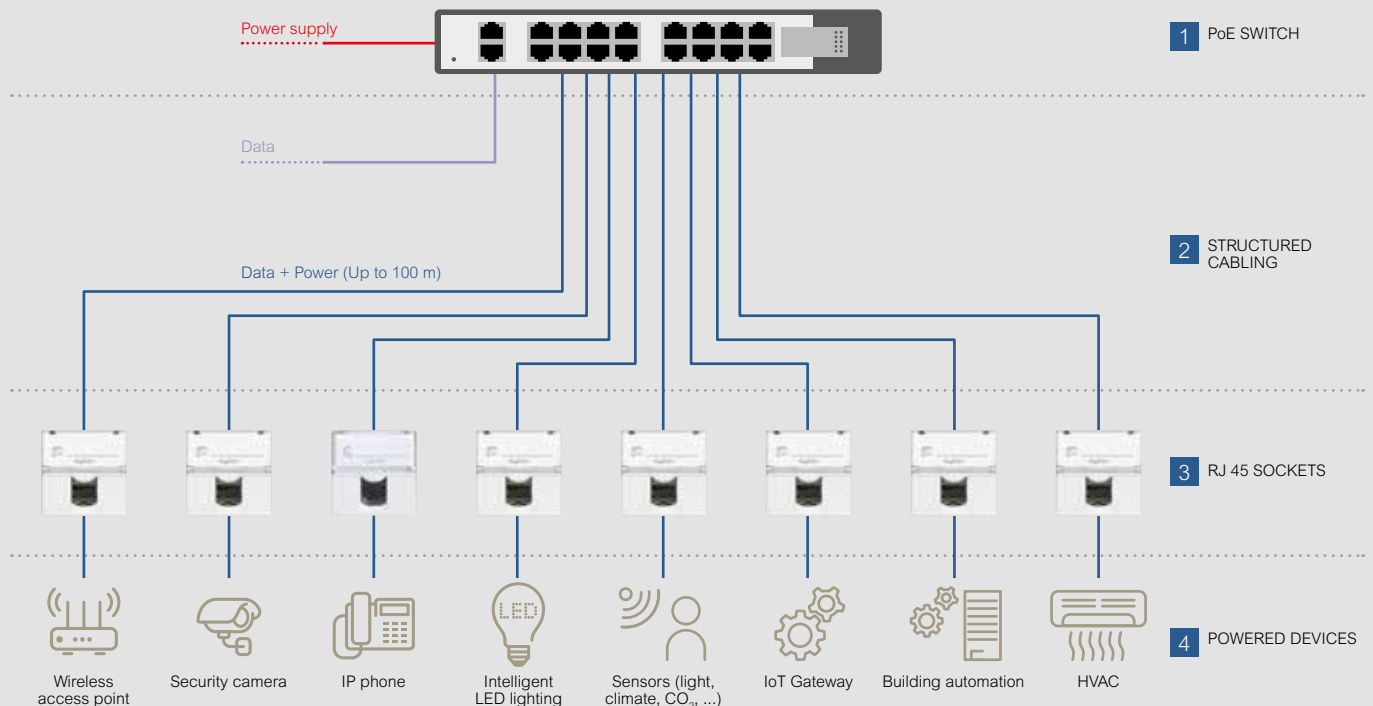 Power supply
1 PoE SWITCH
Data
2 STRUCTURED
CABLING
Data + Power (Up to 100 m)
3 RJ 45 SOCKETS
LED
4 POWERED DEVICES
Wireless
access point
Security camera
IP phone
Intelligent
LED lighting
Sensors (light,
climate, CO₂, ...)
IoT Gateway
Building automation
HVAC